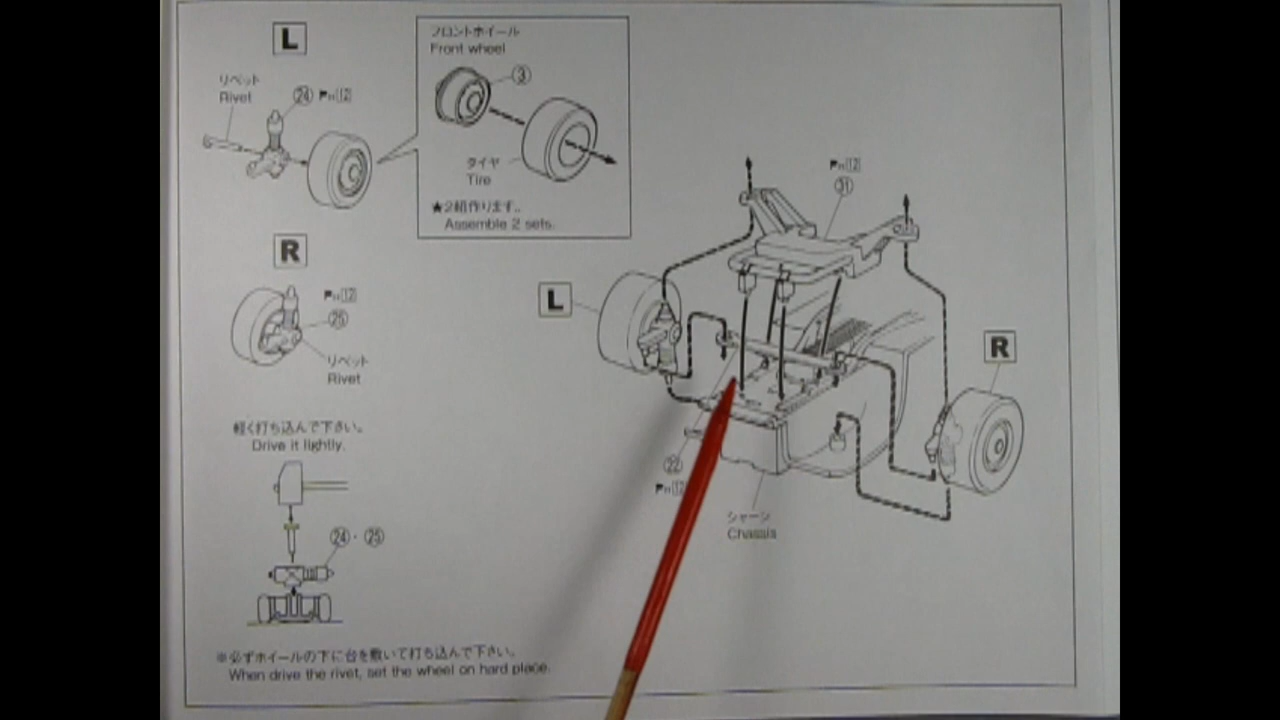 L
リベット
Rivet
24
12
フロントホイール
Front wheel
3
タイヤ
Tire
★2組作ります。
Assemble 2 sets.
R
12
25
リベット
Rivet
軽く打ち込んで下さい。
Drive it lightly.
24・25
※必ずホイールの下に台を敷いて打ち込んで下さい。
When drive the rivet, set the wheel on hard place.
12
31
L
R
22
12
シャーシ
Chassis